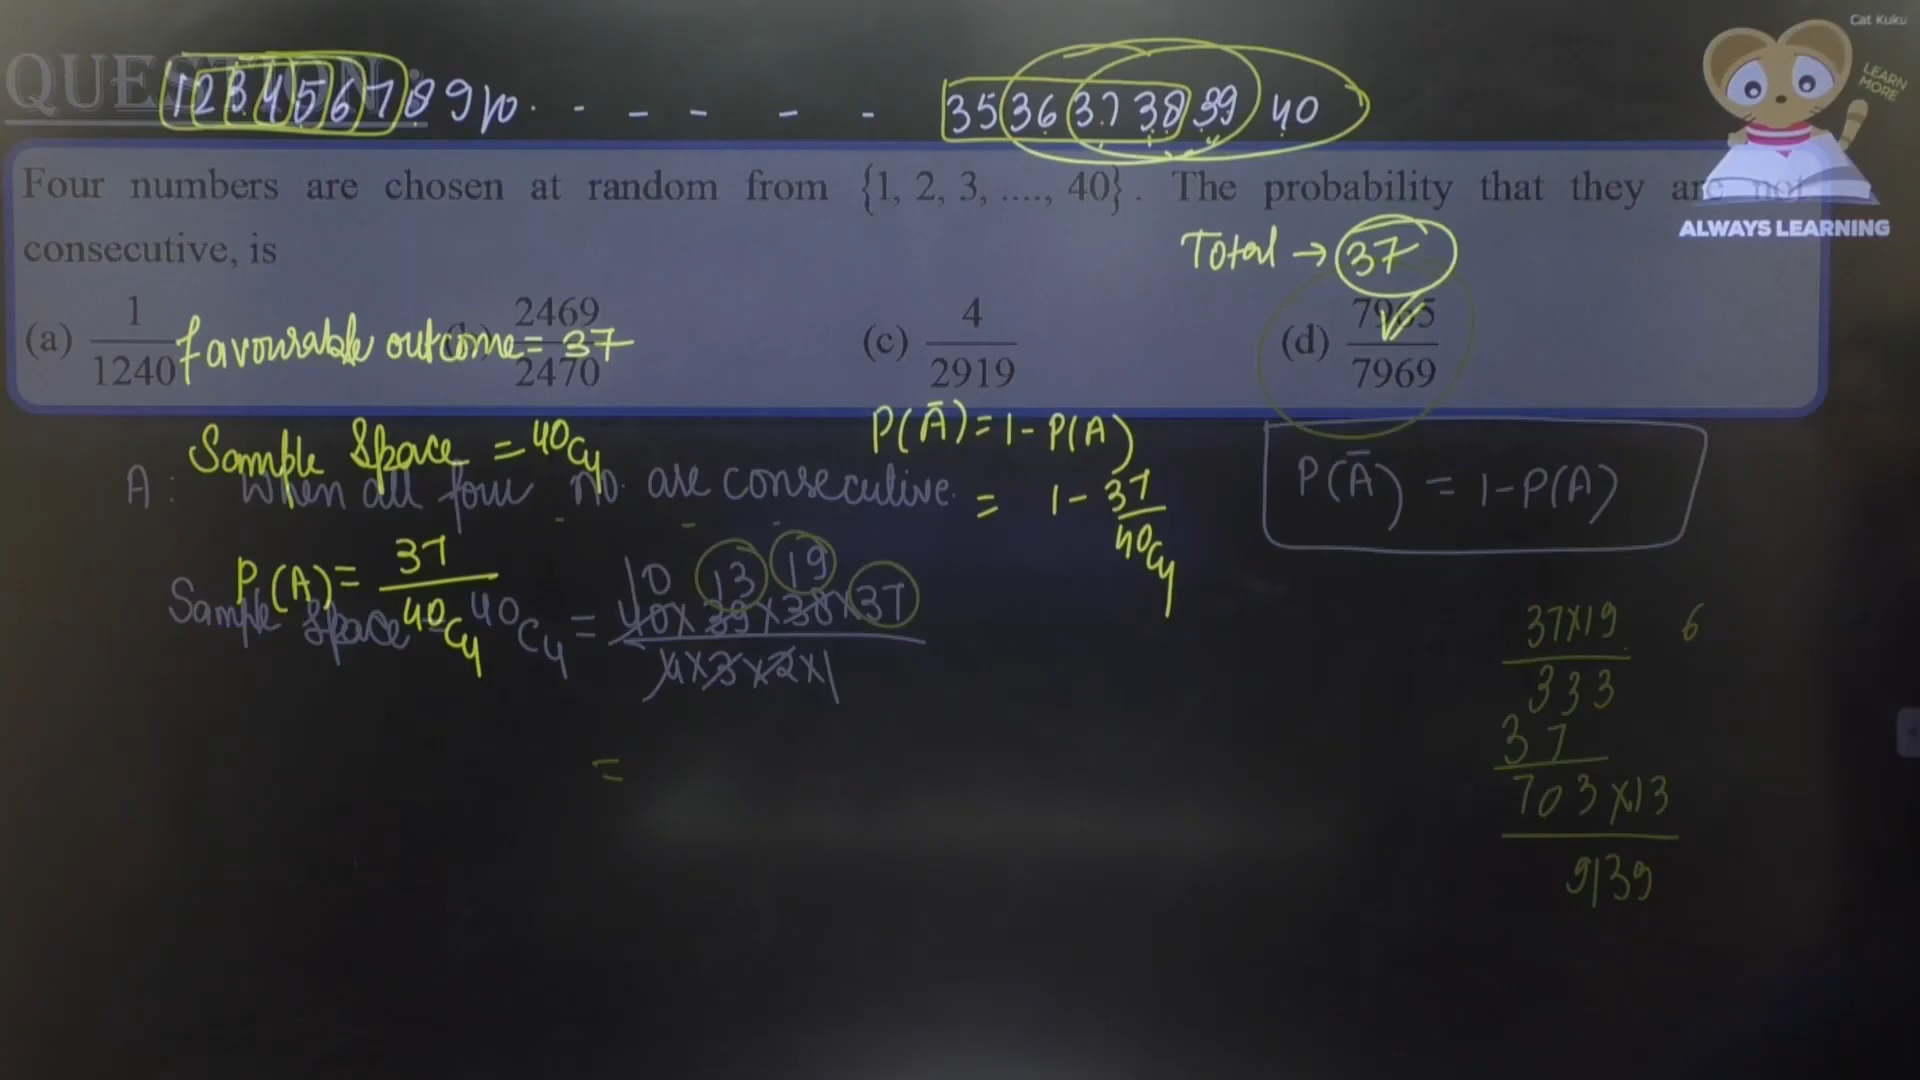 Cat Kuku
QUESTION :
1 2 3 4 5 6 7 8 9 10 . - - - - - 35 36 37 38 39 40
LEARN MORE
Four numbers are chosen at random from {1, 2, 3, ...., 40}. The probability that they are not
consecutive, is
ALWAYS LEARNING
Total → 37
(a) 1/1240 (b) 2469/2470 (c) 4/2919 (d) 7965/7969
favourable outcome = 37
Sample Space = 40C4
P(Ā) = 1 - P(A)
= 1 - 37/40C4
P(Ā) = 1 - P(A)
A : When all four no. are consecutive.
P(A) = 37/40C4
10 13 19
Sample Space = 40C4 = 40 x 39 x 38 x 37
4 x 3 x 2 x 1
=
37x19 6
333
37
703 x13
9139